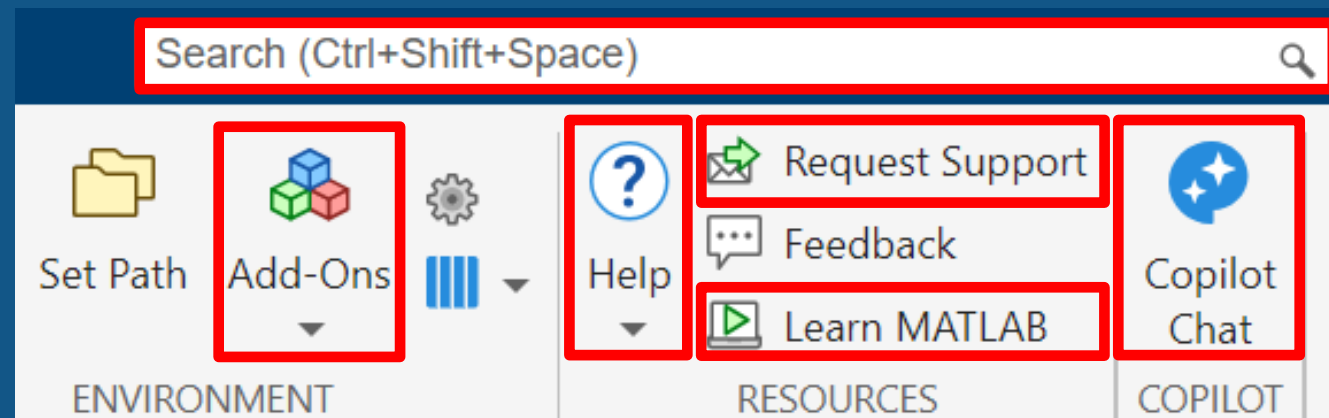 Search (Ctrl+Shift+Space)
Set Path
Add-Ons
Help
Request Support
Feedback
Learn MATLAB
Copilot
Chat
ENVIRONMENT
RESOURCES
COPILOT